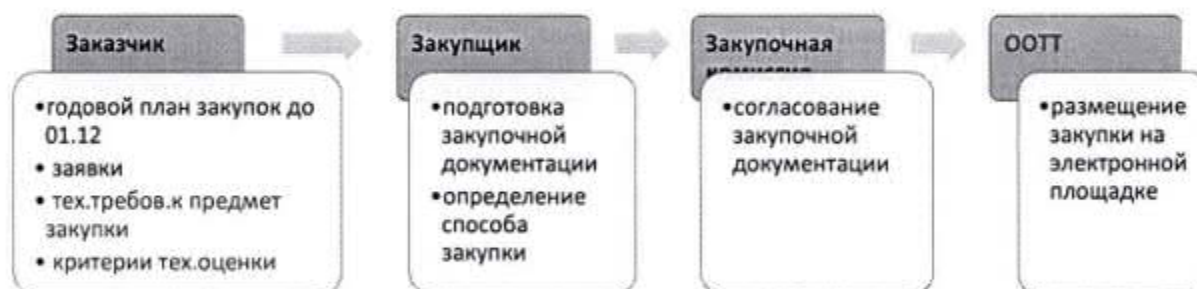 Заказчик
•годовой план закупок до
01.12
• заявки
• тех.требов.к предмет
закупки
• критерии тех.оценки
Закупщик
•подготовка
закупочной
документации
•определение
способа
закупки
Закупочная
комиссия
•согласование
закупочной
документации
ООТТ
•размещение
закупки на
электронной
площадке